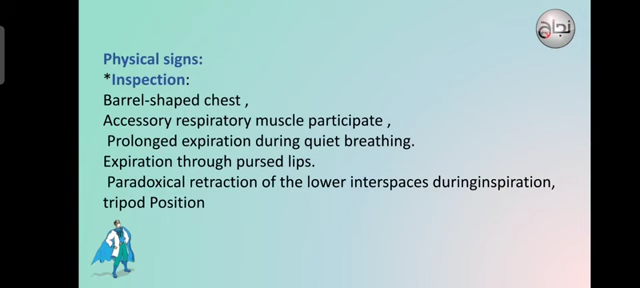 نجاح
Physical signs:
*Inspection:
Barrel-shaped chest ,
Accessory respiratory muscle participate ,
Prolonged expiration during quiet breathing.
Expiration through pursed lips.
Paradoxical retraction of the lower interspaces duringinspiration,
tripod Position